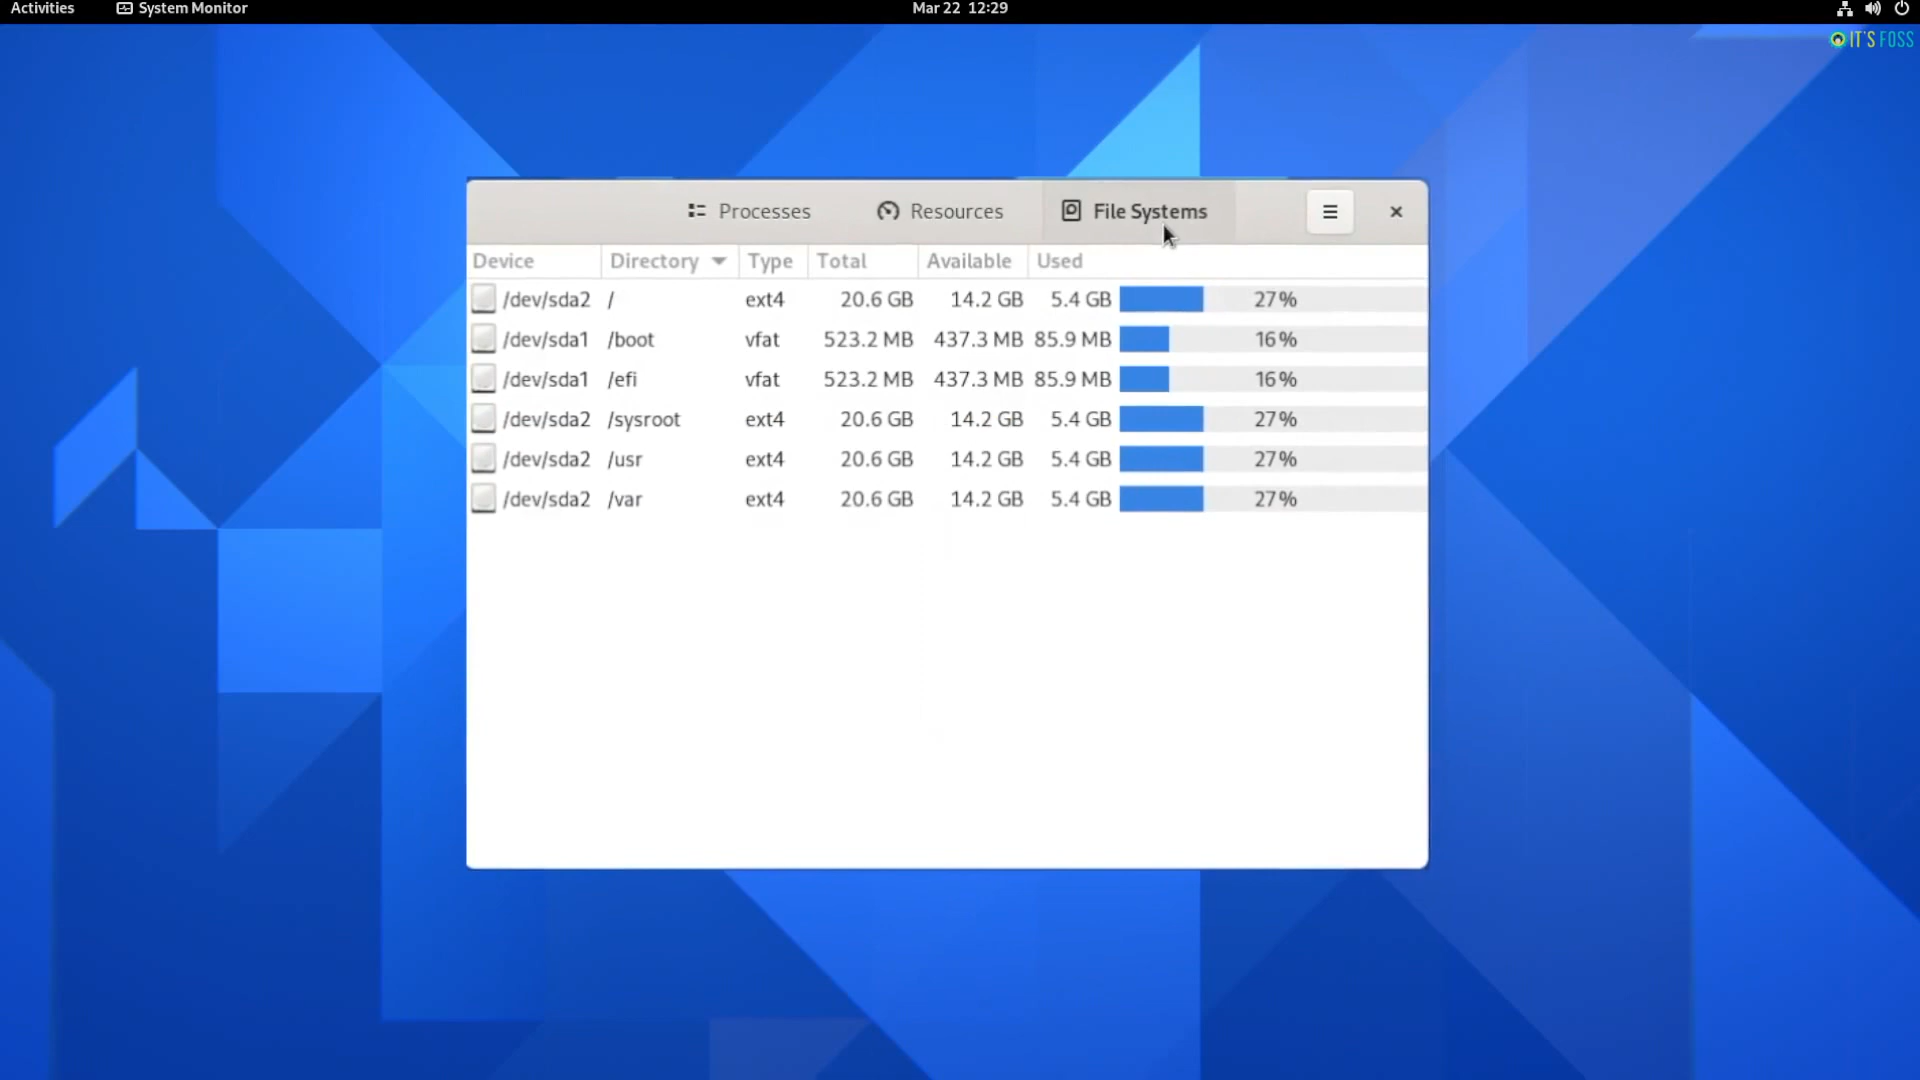 Activities System Monitor Mar 22 12:29
IT'S FOSS
Processes Resources File Systems
Device Directory Type Total Available Used
/dev/sda2 / ext4 20.6 GB 14.2 GB 5.4 GB 27%
/dev/sda1 /boot vfat 523.2 MB 437.3 MB 85.9 MB 16%
/dev/sda1 /efi vfat 523.2 MB 437.3 MB 85.9 MB 16%
/dev/sda2 /sysroot ext4 20.6 GB 14.2 GB 5.4 GB 27%
/dev/sda2 /usr ext4 20.6 GB 14.2 GB 5.4 GB 27%
/dev/sda2 /var ext4 20.6 GB 14.2 GB 5.4 GB 27%